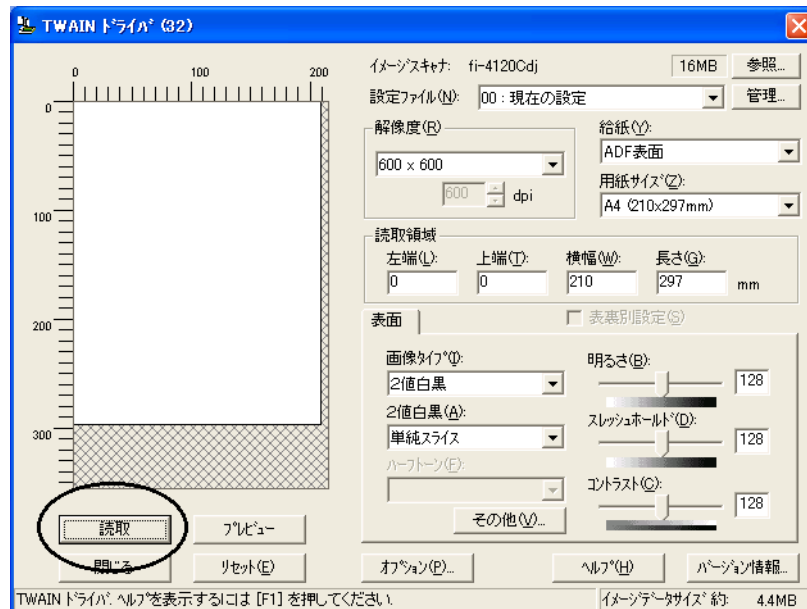 TWAIN ﾄﾞﾗｲﾊﾞ (32)
0 100 200
0
100
200
300
ｲﾒｰｼﾞｽｷｬﾅ: fi-4120Cdj 16MB 参照...
設定ﾌｧｲﾙ(N): 00 : 現在の設定 管理...
解像度(R)
600 × 600
600 dpi
給紙(Y):
ADF表面
用紙ｻｲｽﾞ(Z):
A4 (210x297mm)
読取領域
左端(L): 上端(T): 横幅(W): 長さ(G):
0 0 210 297 mm
表面 表裏別設定(S)
画像ﾀｲﾌﾟ(I):
2値白黒
2値白黒(A):
単純ｽﾗｲｽ
ﾊｰﾌﾄｰﾝ(F):
その他(V)...
明るさ(B):
128
ｽﾚｯｼｭﾎｰﾙﾄﾞ(D):
128
ｺﾝﾄﾗｽﾄ(C):
128
読取 ﾌﾟﾚﾋﾞｭｰ
閉じる ﾘｾｯﾄ(E) ｵﾌﾟｼｮﾝ(P)... ﾍﾙﾌﾟ(H) ﾊﾞｰｼﾞｮﾝ情報...
TWAIN ﾄﾞﾗｲﾊﾞ. ﾍﾙﾌﾟを表示するには [F1] を押してください. ｲﾒｰｼﾞﾃﾞｰﾀｻｲｽﾞ 約: 4.4MB